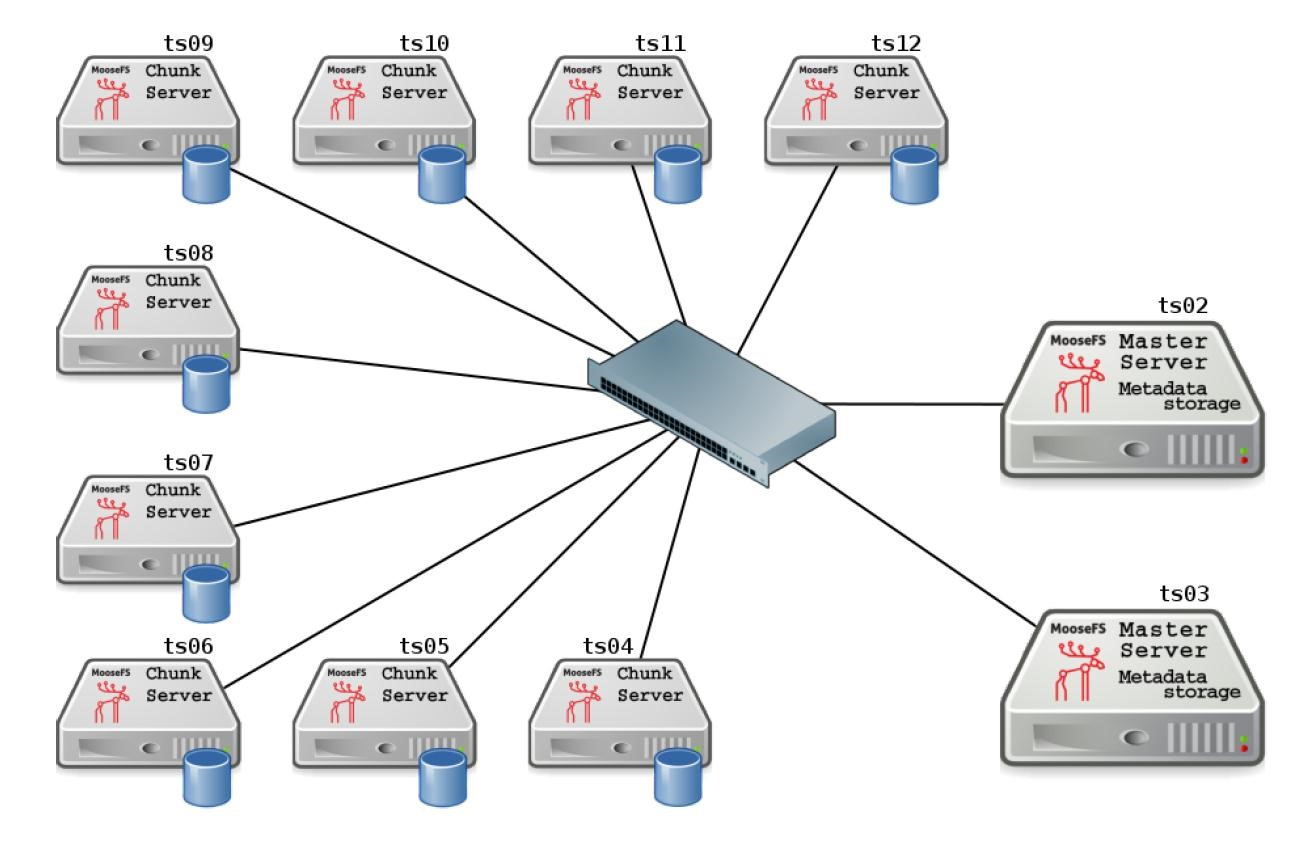 ts09
MooseFS Chunk
Server
ts10
MooseFS Chunk
Server
ts11
MooseFS Chunk
Server
ts12
MooseFS Chunk
Server
ts08
MooseFS Chunk
Server
ts02
MooseFS Master
Server
Metadata
storage
ts07
MooseFS Chunk
Server
ts03
MooseFS Master
Server
Metadata
storage
ts06
MooseFS Chunk
Server
ts05
MooseFS Chunk
Server
ts04
MooseFS Chunk
Server